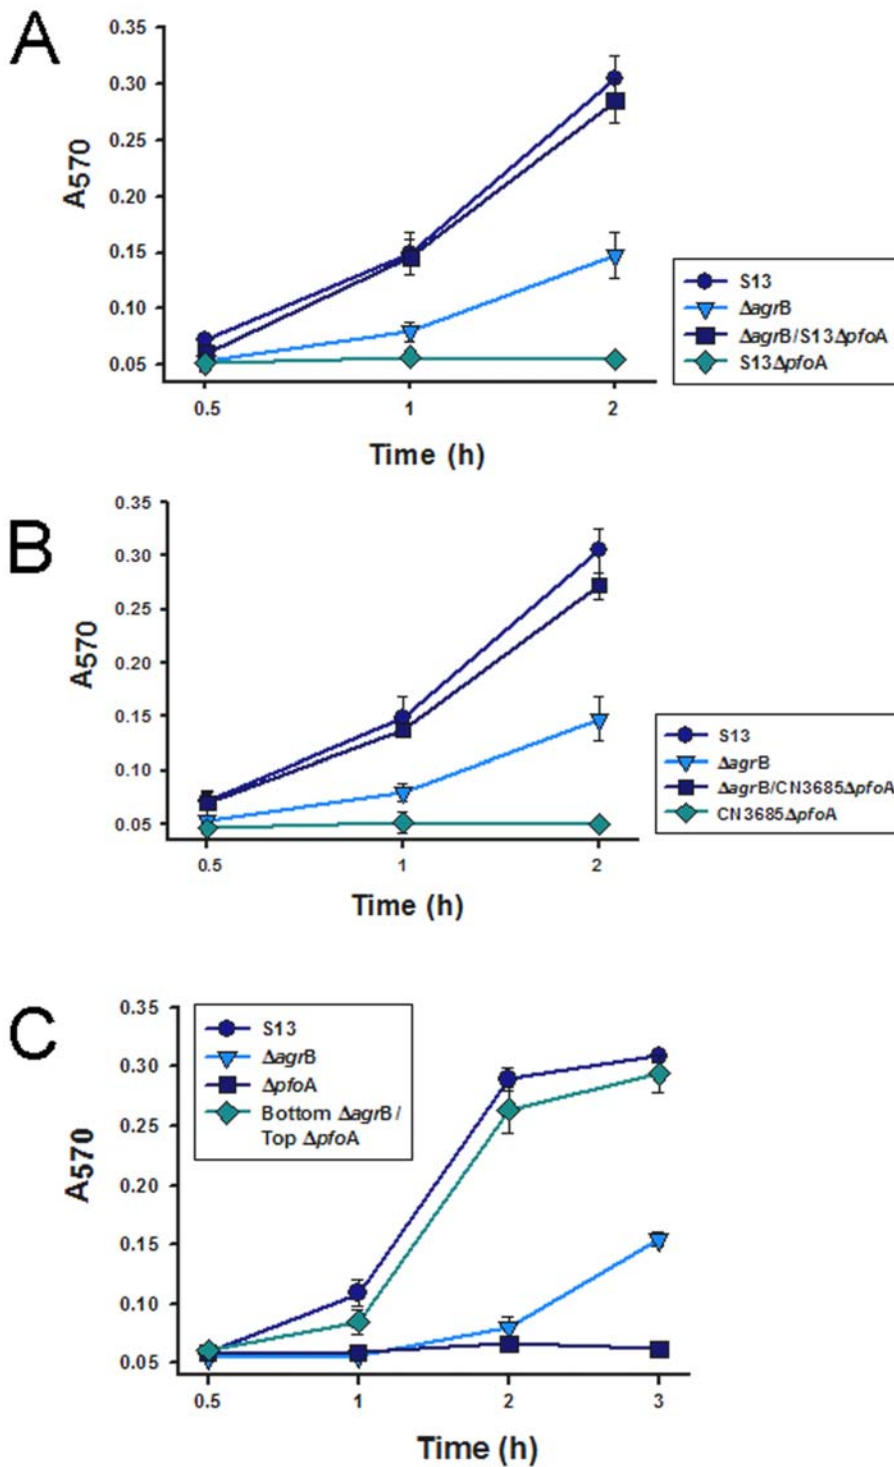 A
0.35
0.30
0.25
0.20
0.15
0.10
0.05
A570
0.5 1 2
Time (h)
S13
ΔagrB
ΔagrB/S13ΔpfoA
S13ΔpfoA
B
0.35
0.30
0.25
0.20
0.15
0.10
0.05
A570
0.5 1 2
Time (h)
S13
ΔagrB
ΔagrB/CN3685ΔpfoA
CN3685ΔpfoA
C
0.35
0.30
0.25
0.20
0.15
0.10
0.05
A570
S13
ΔagrB
ΔpfoA
Bottom ΔagrB/
Top ΔpfoA
0.5 1 2 3
Time (h)